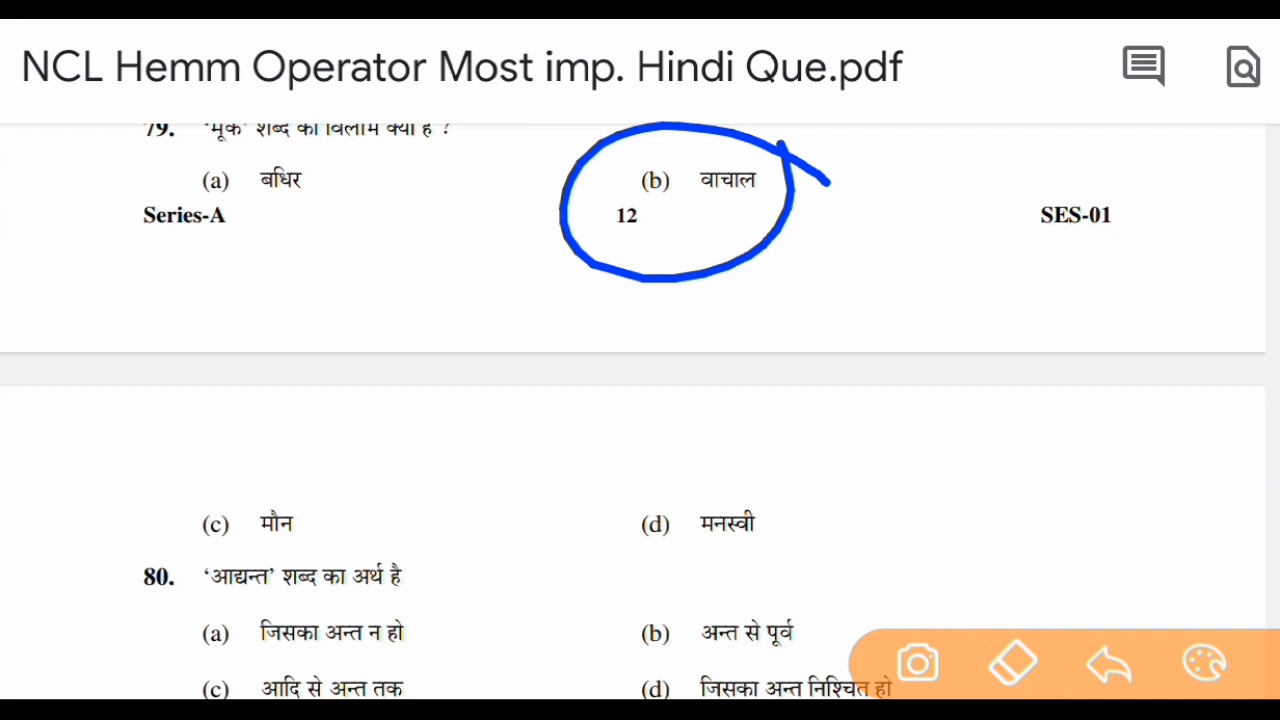 NCL Hemm Operator Most imp. Hindi Que.pdf
79. 'मूक' शब्द का विलोम क्या है ?
(a) बधिर (b) वाचाल
Series-A 12 SES-01
(c) मौन (d) मनस्वी
80. ‘आद्यन्त’ शब्द का अर्थ है
(a) जिसका अन्त न हो (b) अन्त से पूर्व
(c) आदि से अन्त तक (d) जिसका अन्त निश्चित हो